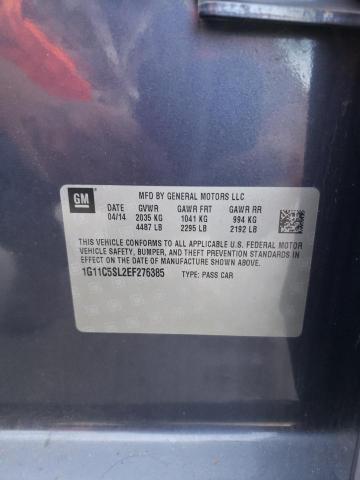 GM
MFD BY GENERAL MOTORS LLC
DATE GVWR GAWR FRT GAWR RR
04/14 2035 KG 1041 KG 994 KG
4487 LB 2295 LB 2192 LB
THIS VEHICLE CONFORMS TO ALL APPLICABLE U.S. FEDERAL MOTOR
VEHICLE SAFETY, BUMPER, AND THEFT PREVENTION STANDARDS
IN EFFECT ON THE DATE OF MANUFACTURE SHOWN ABOVE.
1G11C5SL2EF276385 TYPE: PASS CAR